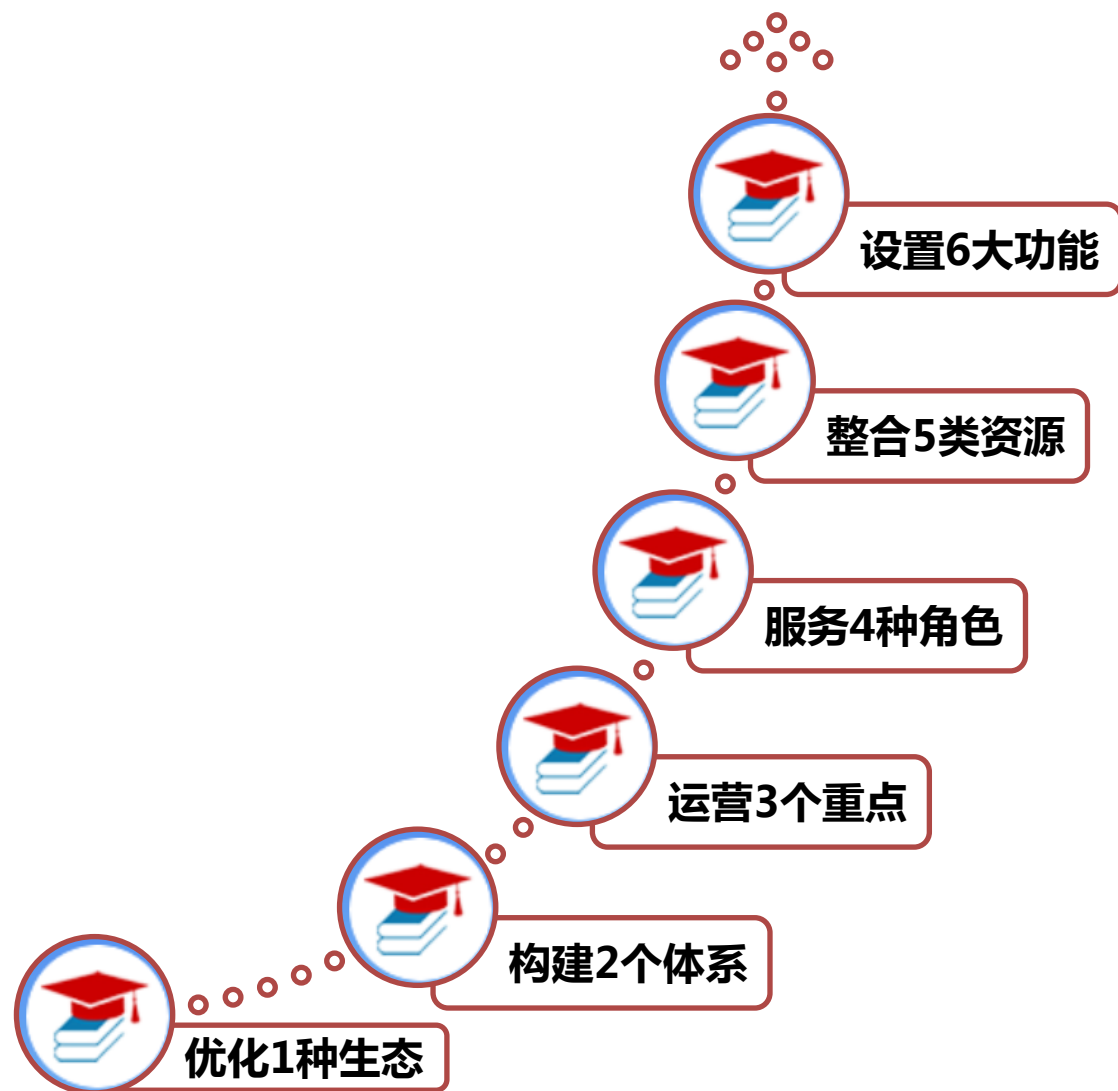 设置6大功能
整合5类资源
服务4种角色
运营3个重点
构建2个体系
优化1种生态